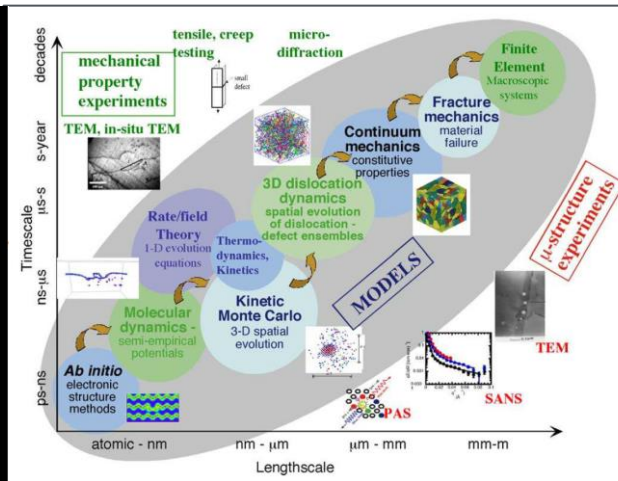 tensile, creep
testing
micro-
diffraction
mechanical
property
experiments
small
defect
TEM, in-situ TEM
Finite
Element
Macroscopic
systems
Fracture
mechanics
material
failure
Continuum
mechanics
constitutive
properties
3D dislocation
dynamics
spatial evolution
of dislocation -
defect ensembles
Rate/field
Theory
1-D evolution
equations
Thermo-
dynamics,
Kinetics
Kinetic
Monte Carlo
3-D spatial
evolution
Molecular
dynamics -
semi-empirical
potentials
Ab initio
electronic
structure
methods
MODELS
μ-structure
experiments
TEM
SANS
PAS
Timescale
decades
s-year
μs-s
ns-μs
ps-ns
atomic - nm
nm - μm
μm - mm
mm-m
Lengthscale